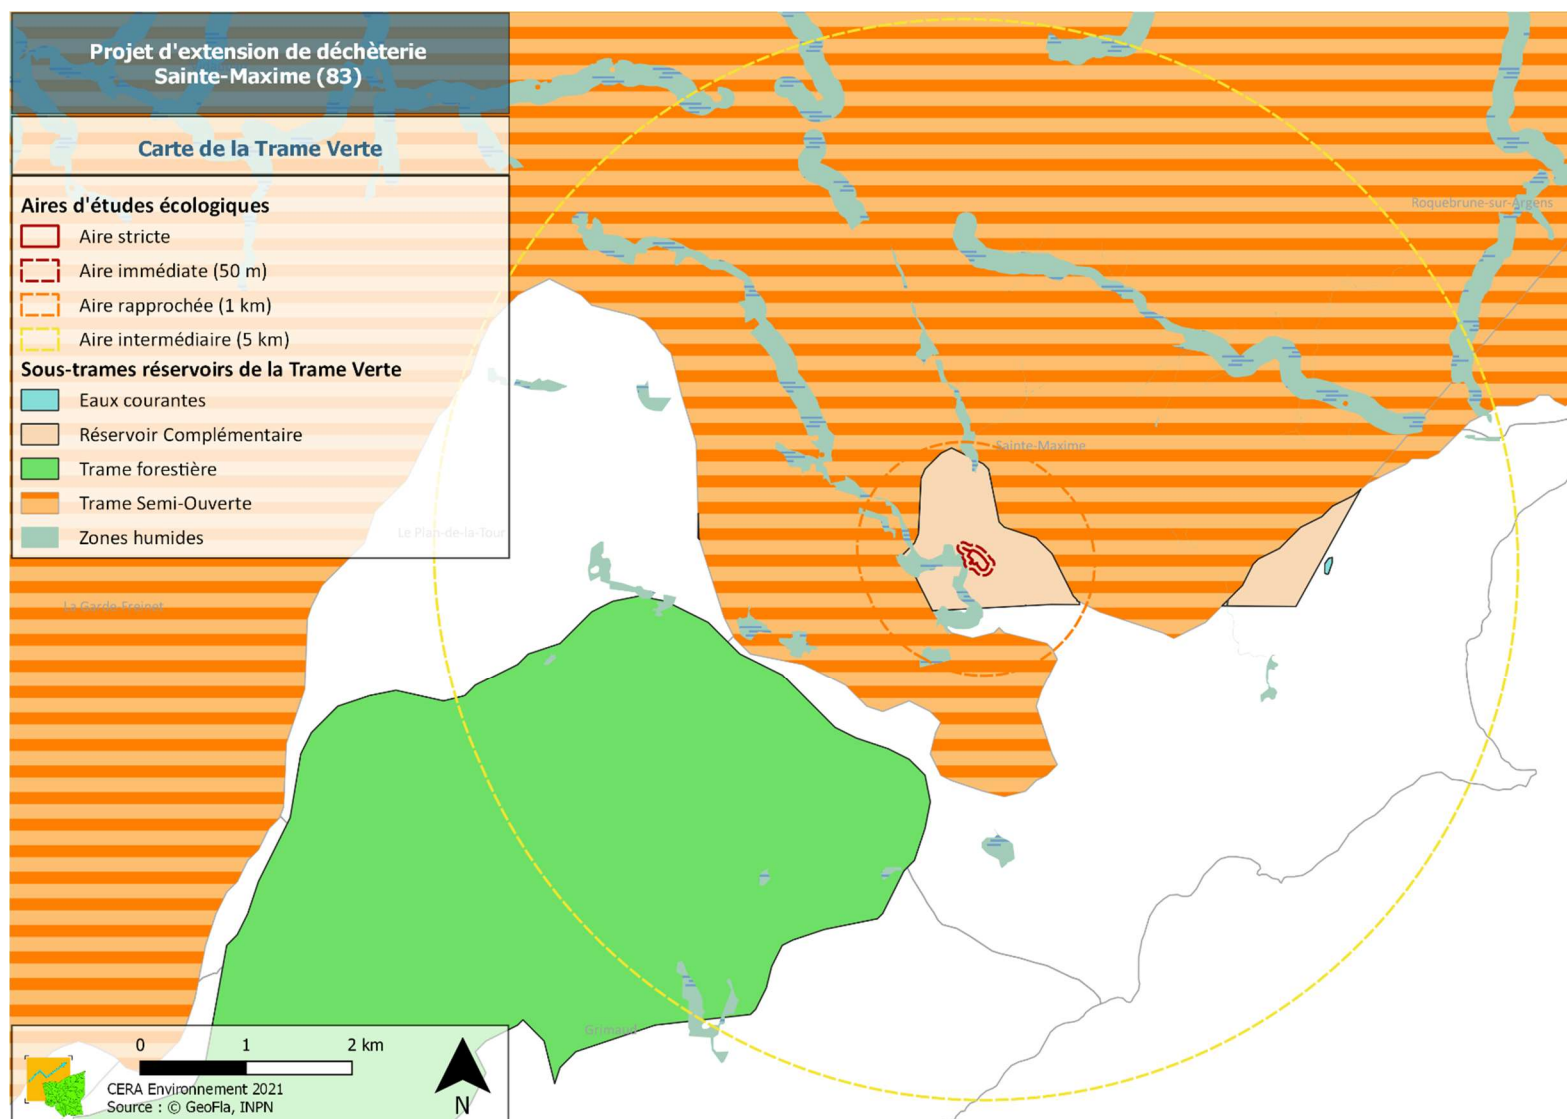 Projet d'extension de déchèterie
Sainte-Maxime (83)
Carte de la Trame Verte
Aires d'études écologiques
Aire stricte
Aire immédiate (50 m)
Aire rapprochée (1 km)
Aire intermédiaire (5 km)
Sous-trames réservoirs de la Trame Verte
Eaux courantes
Réservoir Complémentaire
Trame forestière
Trame Semi-Ouverte
Zones humides
Roquebrune-sur-Argens
Sainte-Maxime
Le Plan-de-la-Tour
La Garde-Freinet
Grimaud
0 1 2 km
CERA Environnement 2021
Source : © GeoFla, INPN
N